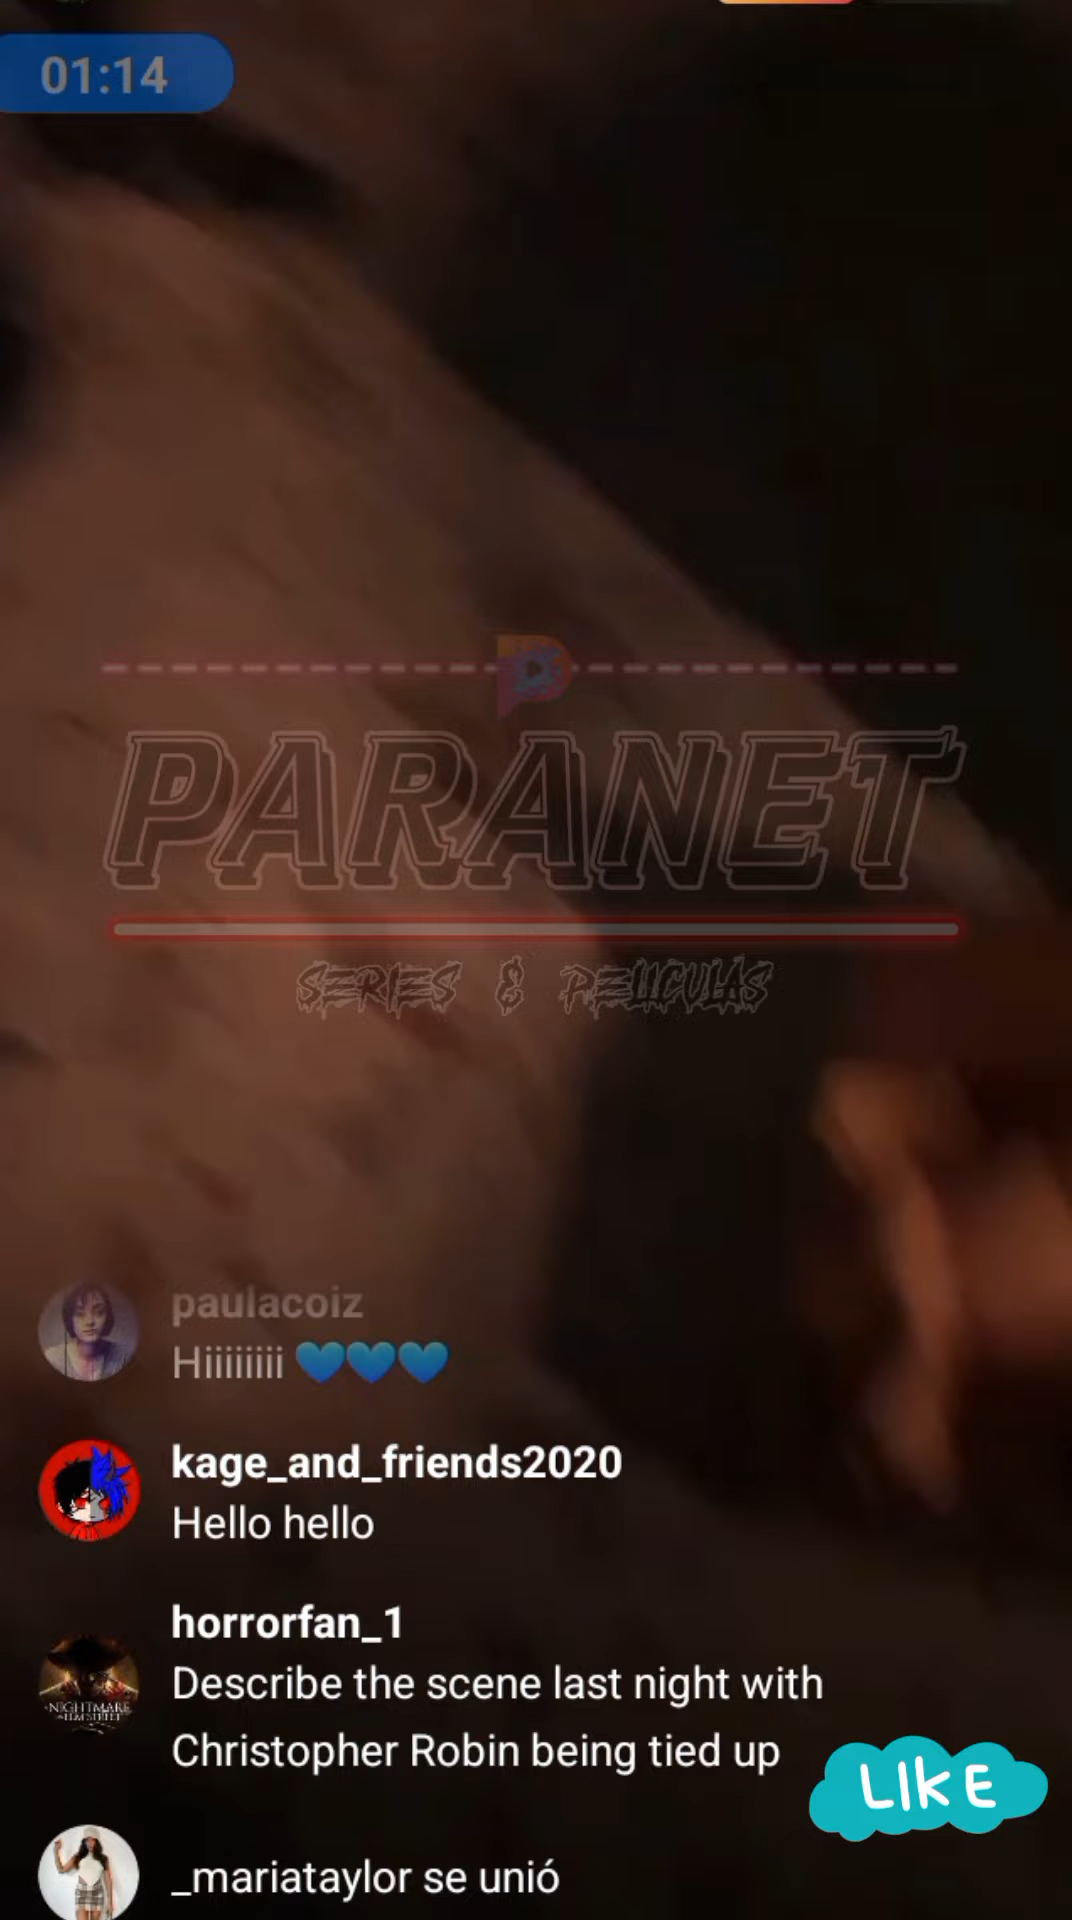 01:14
PARANET
SERIES & PELICULAS
paulacoiz
Hiiiiiiii 💙💙💙
kage_and_friends2020
Hello hello
horrorfan_1
NIGHTMARE
Describe the scene last night with
Christopher Robin being tied up
LIKE
_mariataylor se unió